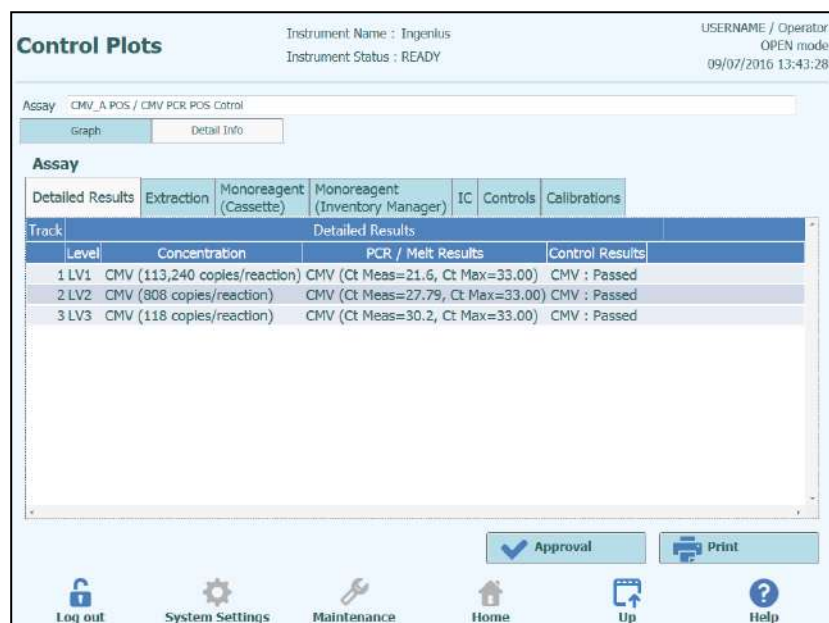 Control Plots
Instrument Name : Ingenius
Instrument Status : READY
USERNAME / Operator
OPEN mode
09/07/2016 13:43:28
Assay CMV_A POS / CMV PCR POS Cotrol
Graph Detail Info
Assay
Detailed Results Extraction Monoreagent (Cassette) Monoreagent (Inventory Manager) IC Controls Calibrations
Track Detailed Results
Level Concentration PCR / Melt Results Control Results
1 LV1 CMV (113,240 copies/reaction) CMV (Ct Meas=21.6, Ct Max=33.00) CMV : Passed
2 LV2 CMV (808 copies/reaction) CMV (Ct Meas=27.79, Ct Max=33.00) CMV : Passed
3 LV3 CMV (118 copies/reaction) CMV (Ct Meas=30.2, Ct Max=33.00) CMV : Passed
Approval Print
Log out System Settings Maintenance Home Up Help